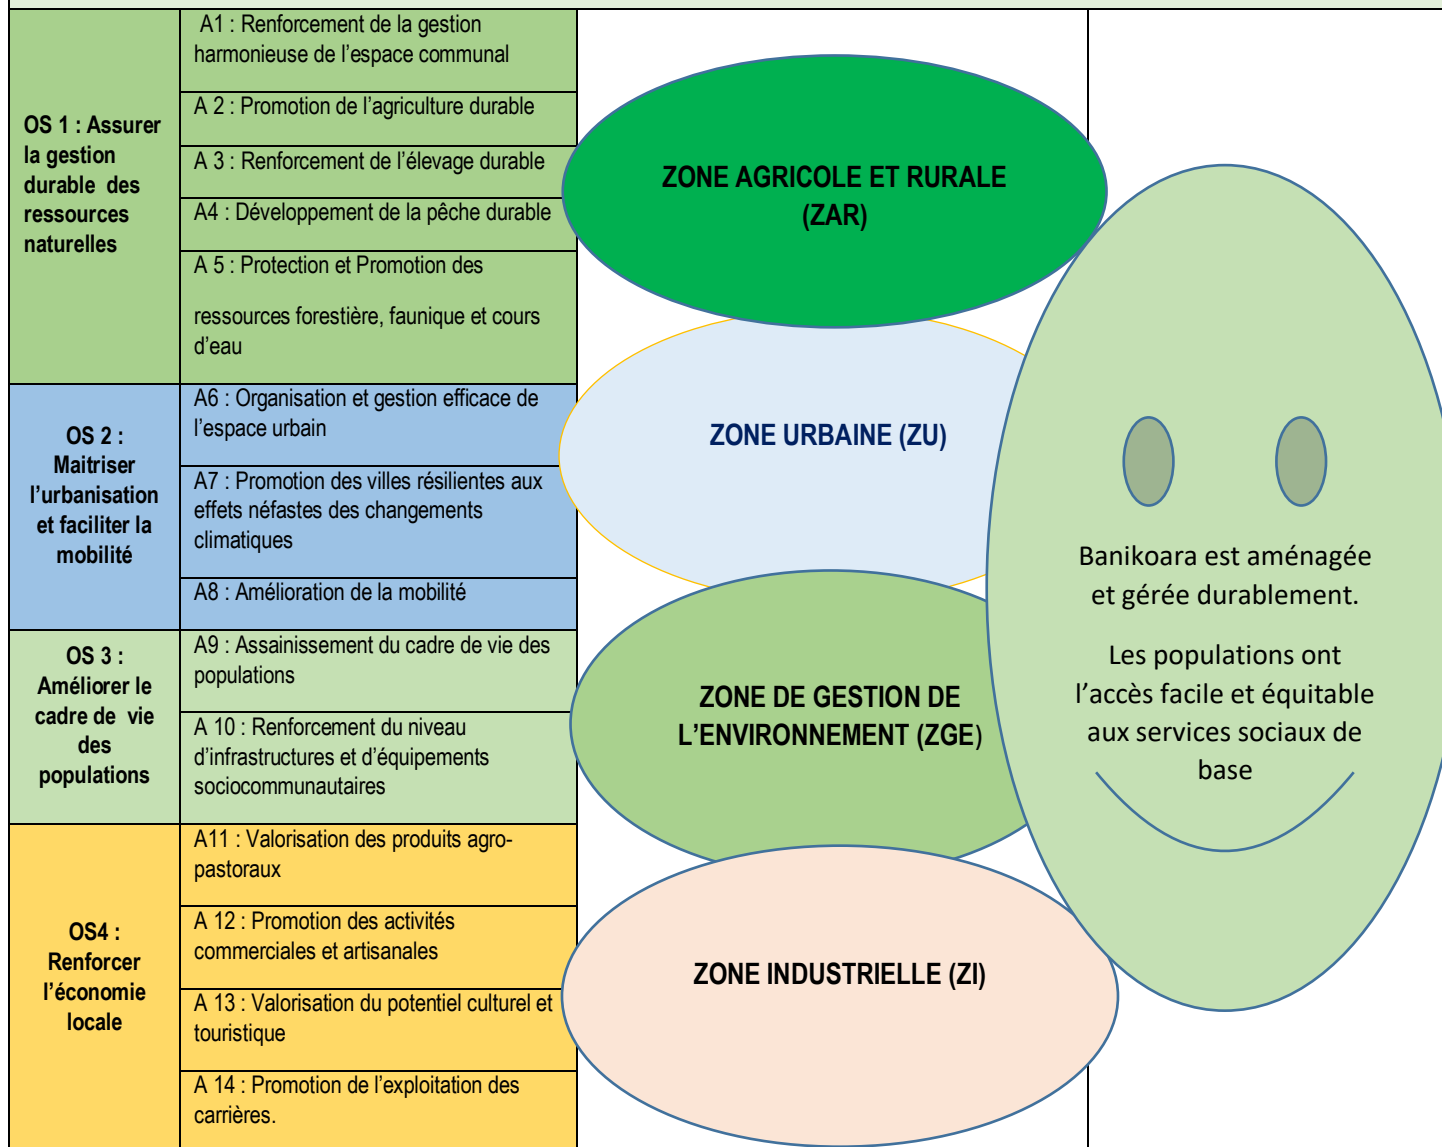 OS 1 : Assurer
la gestion
durable des
ressources
naturelles
A1 : Renforcement de la gestion
harmonieuse de l’espace communal
A 2 : Promotion de l’agriculture durable
A 3 : Renforcement de l’élevage durable
A4 : Développement de la pêche durable
A 5 : Protection et Promotion des
ressources forestière, faunique et cours
d’eau
OS 2 :
Maitriser
l’urbanisation
et faciliter la
mobilité
A6 : Organisation et gestion efficace de
l’espace urbain
A7 : Promotion des villes résilientes aux
effets néfastes des changements
climatiques
A8 : Amélioration de la mobilité
OS 3 :
Améliorer le
cadre de vie
des
populations
A9 : Assainissement du cadre de vie des
populations
A 10 : Renforcement du niveau
d’infrastructures et d’équipements
sociocommunautaires
OS4 :
Renforcer
l’économie
locale
A11 : Valorisation des produits agro-
pastoraux
A 12 : Promotion des activités
commerciales et artisanales
A 13 : Valorisation du potentiel culturel et
touristique
A 14 : Promotion de l’exploitation des
carrières.
ZONE AGRICOLE ET RURALE
(ZAR)
ZONE URBAINE (ZU)
ZONE DE GESTION DE
L’ENVIRONNEMENT (ZGE)
ZONE INDUSTRIELLE (ZI)
Banikoara est aménagée
et gérée durablement.
Les populations ont
l’accès facile et équitable
aux services sociaux de
base